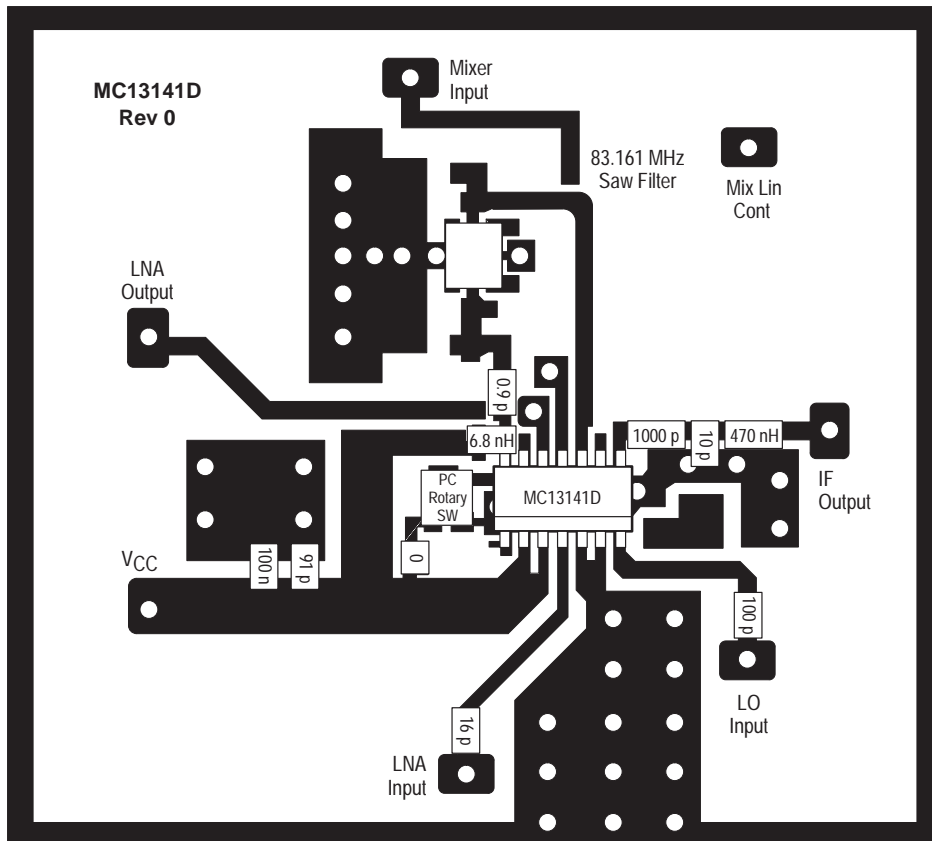 MC13141D
Rev 0
Mixer
Input
83.161 MHz
Saw Filter
Mix Lin
Cont
LNA
Output
0.9 p
6.8 nH
1000 p
10 p
470 nH
IF
Output
PC
Rotary
SW
MC13141D
VCC
100 n
91 p
0
100 p
LO
Input
16 p
LNA
Input